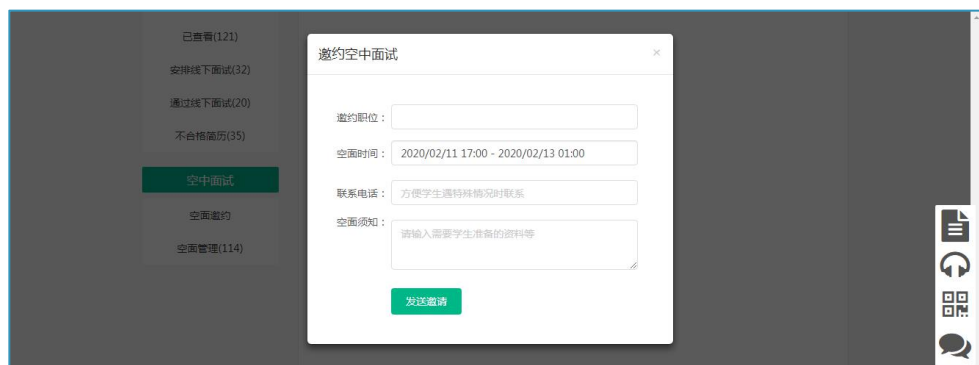 已查看(121)
安排线下面试(32)
通过线下面试(20)
不合格简历(35)
空中面试
空面邀约
空面管理(114)
邀约空中面试
×
邀约职位：
空面时间： 2020/02/11 17:00 - 2020/02/13 01:00
联系电话： 方便学生遇特殊情况时联系
空面须知： 请输入需要学生准备的资料等
发送邀请